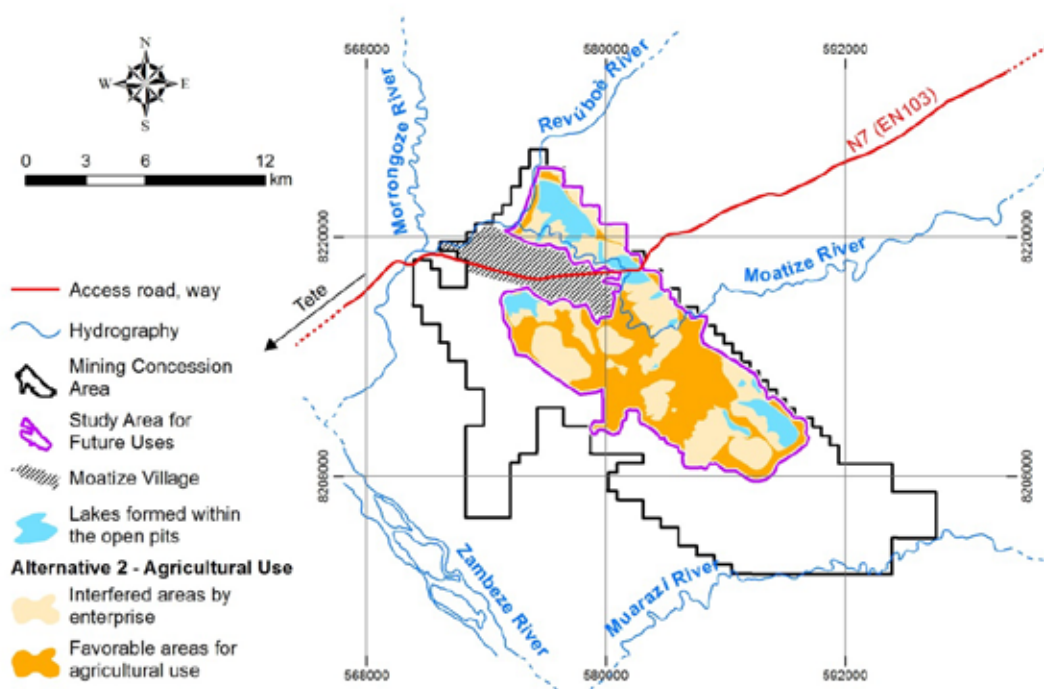 N
W
E
S
0 3 6 12
km
568000
580000
592000
8220000
8220000
8208000
8208000
568000
580000
592000
Morrongoze River
Revúboè River
N7 (EN103)
Moatize River
Tete
Zambeze River
Muarazi River
Access road, way
Hydrography
Mining Concession
Area
Study Area for
Future Uses
Moatize Village
Lakes formed within
the open pits
Alternative 2 - Agricultural Use
Interfered areas by
enterprise
Favorable areas for
agricultural use